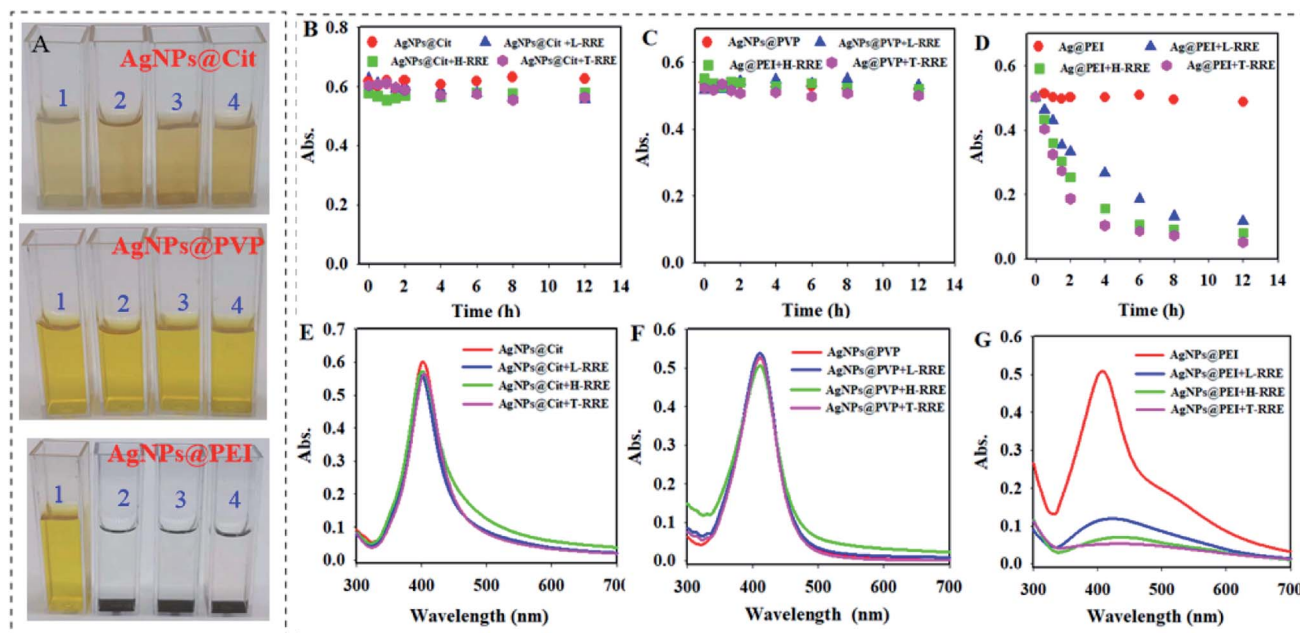 A
AgNPs@Cit
1 2 3 4
AgNPs@PVP
1 2 3 4
AgNPs@PEI
1 2 3 4
B
AgNPs@Cit AgNPs@Cit +L-RRE
AgNPs@Cit+H-RRE AgNPs@Cit+T-RRE
Abs.
0.8
0.6
0.4
0.2
0.0
0 2 4 6 8 10 12 14
Time (h)
C
AgNPs@PVP AgNPs@PVP+L-RRE
Ag@PEI+H-RRE Ag@PVP+T-RRE
Abs.
0.6
0.4
0.2
0.0
0 2 4 6 8 10 12 14
Time (h)
D
Ag@PEI Ag@PEI+L-RRE
Ag@PEI+H-RRE Ag@PEI+T-RRE
Abs.
0.6
0.4
0.2
0.0
0 2 4 6 8 10 12 14
Time (h)
E
AgNPs@Cit
AgNPs@Cit+L-RRE
AgNPs@Cit+H-RRE
AgNPs@Cit+T-RRE
Abs.
0.7
0.6
0.5
0.4
0.3
0.2
0.1
0.0
300 400 500 600 700
Wavelength (nm)
F
AgNPs@PVP
AgNPs@PVP+L-RRE
AgNPs@PVP+H-RRE
AgNPs@PVP+T-RRE
Abs.
0.6
0.5
0.4
0.3
0.2
0.1
0.0
300 400 500 600 700
Wavelength (nm)
G
AgNPs@PEI
AgNPs@PEI+L-RRE
AgNPs@PEI+H-RRE
AgNPs@PEI+T-RRE
Abs.
0.6
0.5
0.4
0.3
0.2
0.1
0.0
300 400 500 600 700
Wavelength (nm)